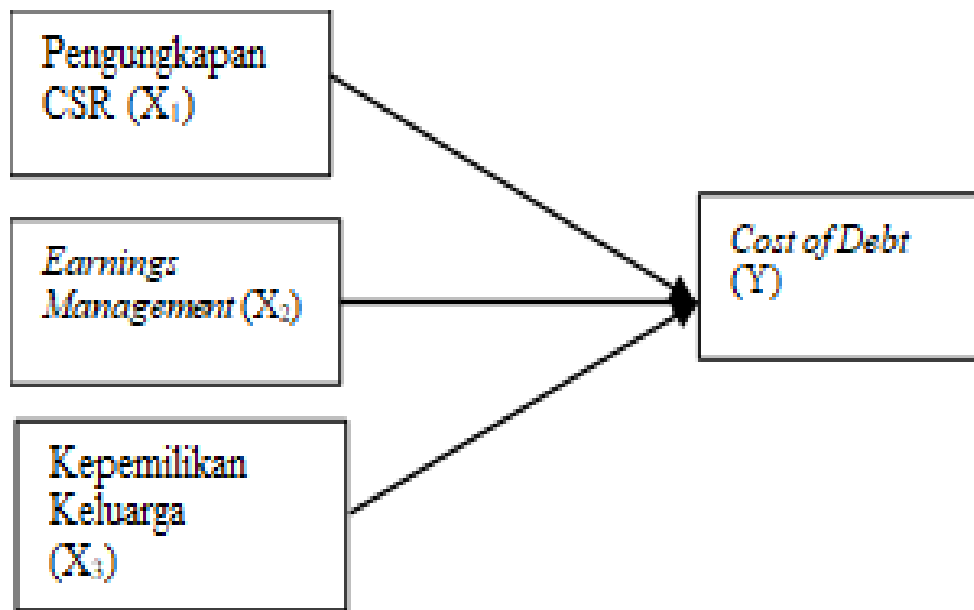 Pengungkapan
CSR (X₁)
Earnings
Management (X₂)
Kepemilikan
Keluarga
(X₃)
Cost of Debt
(Y)